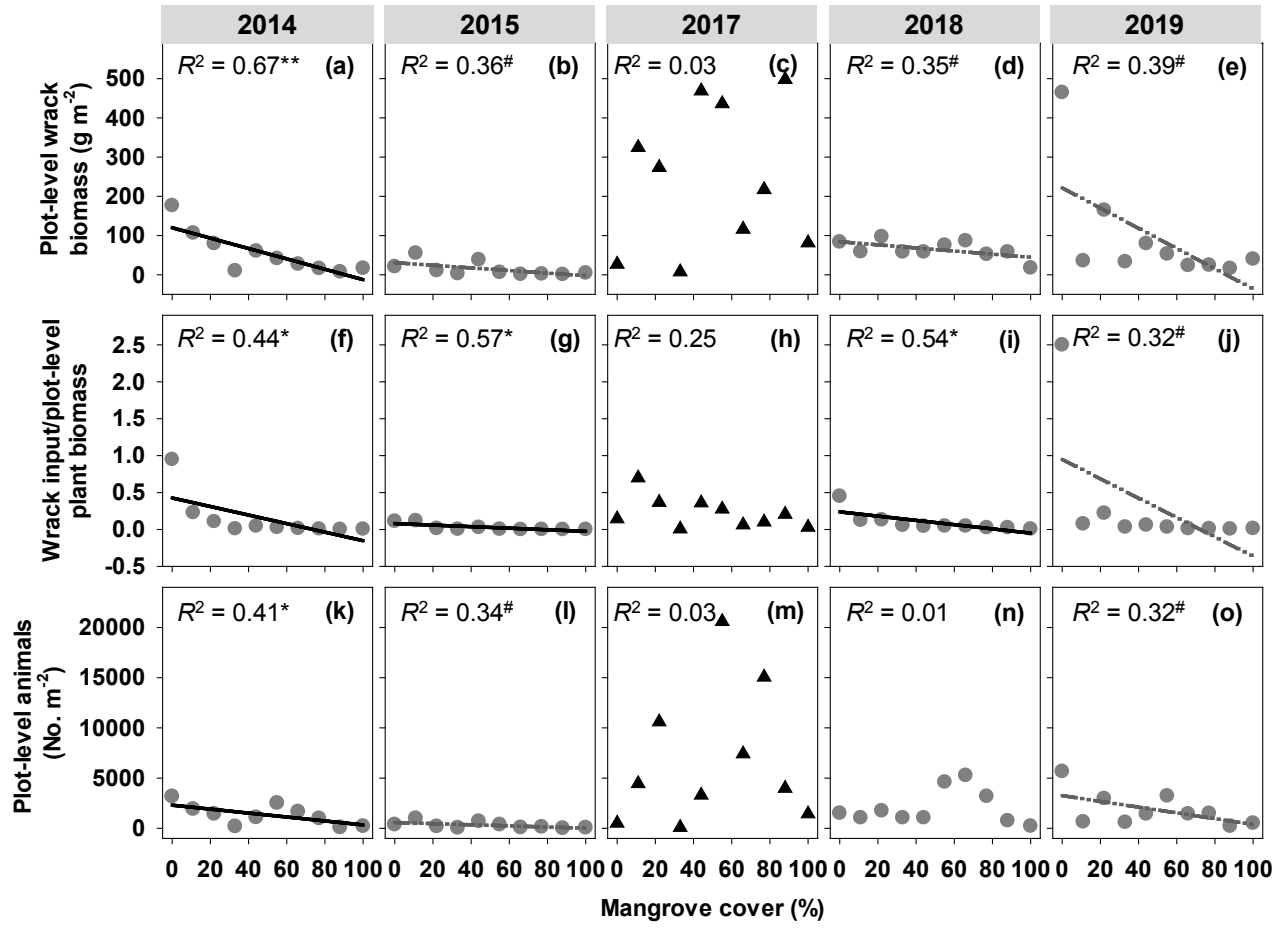 2014 2015 2017 2018 2019
Plot-level wrack
biomass (g m-2)
500
400
300
200
100
0
R2 = 0.67** (a)
R2 = 0.36# (b)
R2 = 0.03 (c)
R2 = 0.35# (d)
R2 = 0.39# (e)
Wrack input/plot-level
plant biomass
2.5
2.0
1.5
1.0
0.5
0.0
-0.5
R2 = 0.44* (f)
R2 = 0.57* (g)
R2 = 0.25 (h)
R2 = 0.54* (i)
R2 = 0.32# (j)
Plot-level animals
(No. m-2)
20000
15000
10000
5000
0
R2 = 0.41* (k)
R2 = 0.34# (l)
R2 = 0.03 (m)
R2 = 0.01 (n)
R2 = 0.32# (o)
0 20 40 60 80 100 0 20 40 60 80 100 0 20 40 60 80 100 0 20 40 60 80 100 0 20 40 60 80 100
Mangrove cover (%)